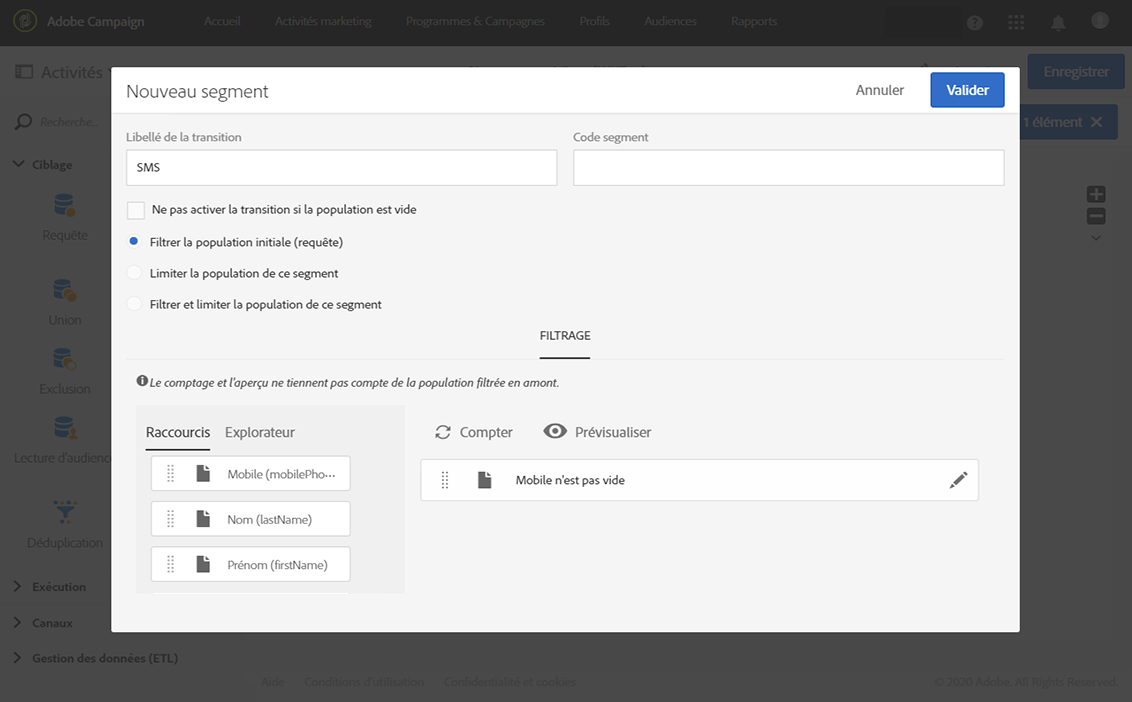 Adobe Campaign
Accueil
Activités marketing
Programmes & Campagnes
Profils
Audiences
Rapports
Activités
Enregistrer
Recherche...
1 élément
Ciblage
Requête
Union
Exclusion
Lecture d'audience
Déduplication
Exécution
Canaux
Gestion des données (ETL)
Nouveau segment
Annuler
Valider
Libellé de la transition
Code segment
SMS
Ne pas activer la transition si la population est vide
Filtrer la population initiale (requête)
Limiter la population de ce segment
Filtrer et limiter la population de ce segment
FILTRAGE
Le comptage et l'aperçu ne tiennent pas compte de la population filtrée en amont.
Raccourcis
Explorateur
Compter
Prévisualiser
Mobile (mobilePho···
Nom (lastName)
Prénom (firstName)
Mobile n'est pas vide
Aide
Conditions d'utilisation
Confidentialité et cookies
© 2020 Adobe. All Rights Reserved.